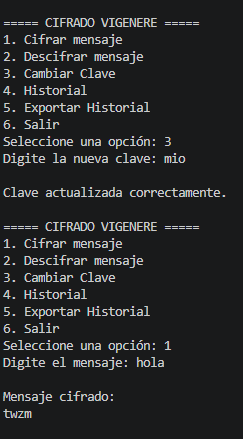 ===== CIFRADO VIGENERE =====
1. Cifrar mensaje
2. Descifrar mensaje
3. Cambiar Clave
4. Historial
5. Exportar Historial
6. Salir
Seleccione una opción: 3
Digite la nueva clave: mio

Clave actualizada correctamente.

===== CIFRADO VIGENERE =====
1. Cifrar mensaje
2. Descifrar mensaje
3. Cambiar Clave
4. Historial
5. Exportar Historial
6. Salir
Seleccione una opción: 1
Digite el mensaje: hola

Mensaje cifrado:
twzm